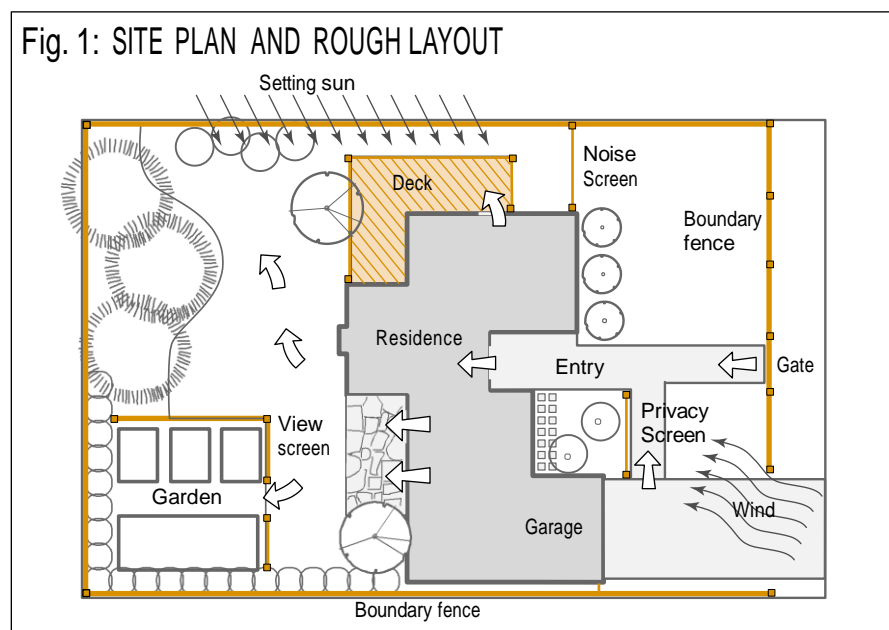 Fig. 1: SITE PLAN AND ROUGH LAYOUT
Setting sun
Deck
Noise
Screen
Boundary
fence
Residence
Entry
Gate
View
screen
Privacy
Screen
Garden
Garage
Wind
Boundary fence